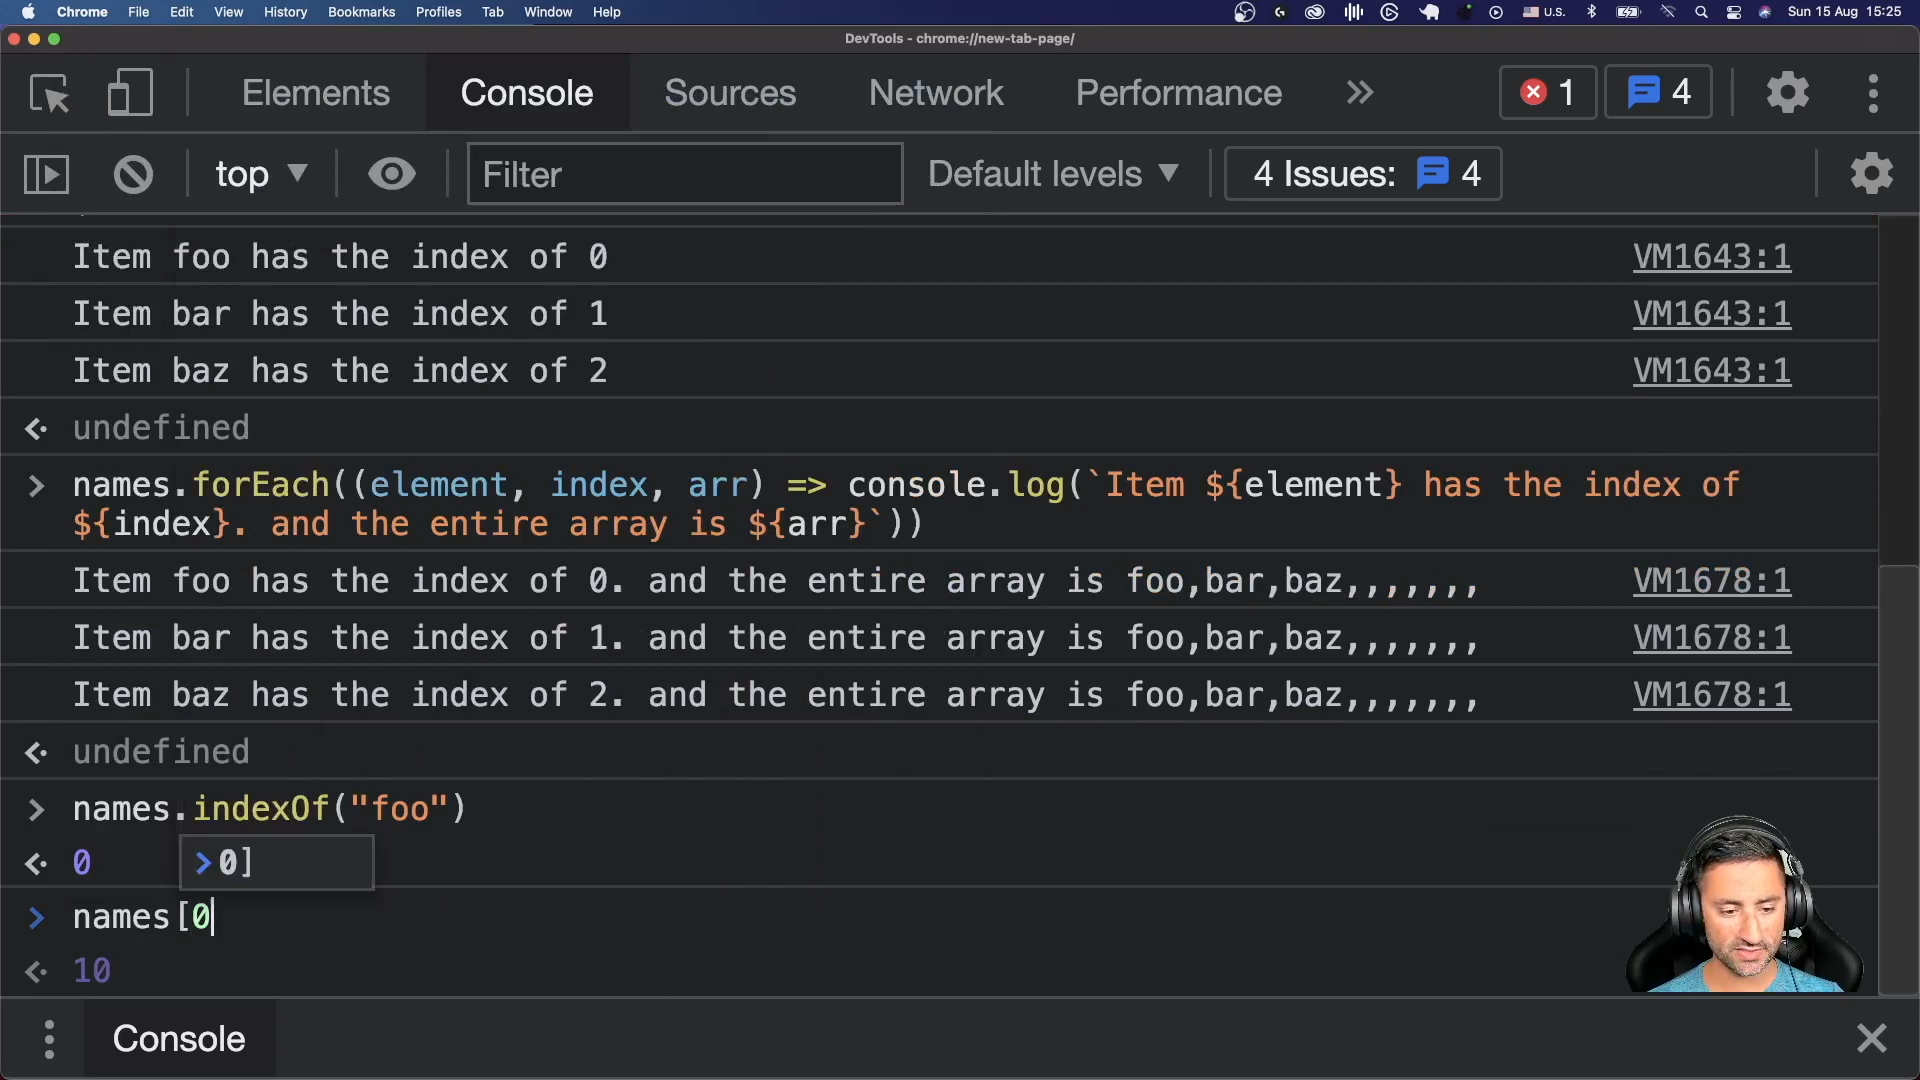 Chrome File Edit View History Bookmarks Profiles Tab Window Help U.S. Sun 15 Aug 15:25
DevTools - chrome://new-tab-page/
Elements Console Sources Network Performance 1 4
top Filter Default levels 4 Issues: 4
Item foo has the index of 0 VM1643:1
Item bar has the index of 1 VM1643:1
Item baz has the index of 2 VM1643:1
undefined
names.forEach((element, index, arr) => console.log(`Item ${element} has the index of
${index}. and the entire array is ${arr}`))
Item foo has the index of 0. and the entire array is foo,bar,baz,,,,,,, VM1678:1
Item bar has the index of 1. and the entire array is foo,bar,baz,,,,,,, VM1678:1
Item baz has the index of 2. and the entire array is foo,bar,baz,,,,,,, VM1678:1
undefined
names.indexOf("foo")
0 >0]
names[0
10
Console